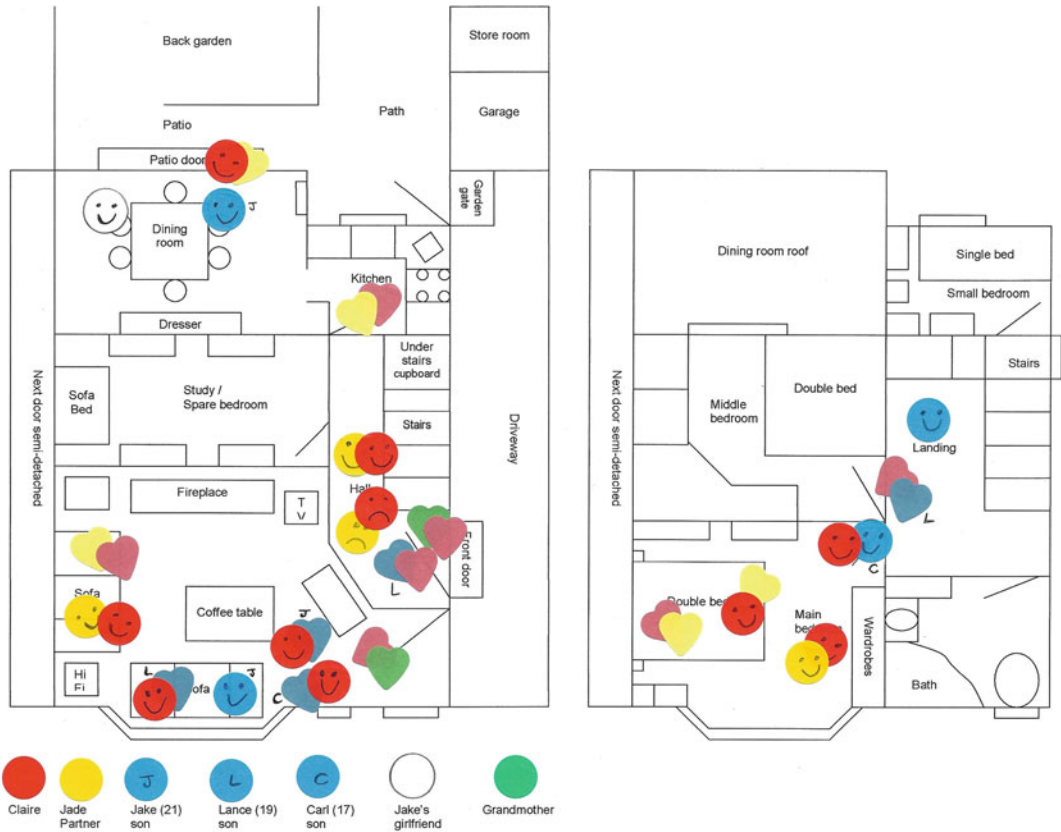 Back garden
Store room
Path
Garage
Patio
Patio door
Garden
gate
J
Dining
room
Kitchen
Dresser
Under
stairs
cupboard
Next door semi-detached
Sofa
Bed
Study /
Spare bedroom
Stairs
Driveway
Fireplace
T
V
Hall
Front door
L
Sofa
Coffee table
J
Hi
Fi
L
J
C
Dining room roof
Single bed
Small bedroom
Stairs
Next door semi-detached
Double bed
Middle
bedroom
Landing
L
C
Double bed
Main
Wardrobes
Bath
J
L
C
Claire
Jade
Partner
Jake (21)
son
Lance (19)
son
Carl (17)
son
Jake's
girlfriend
Grandmother